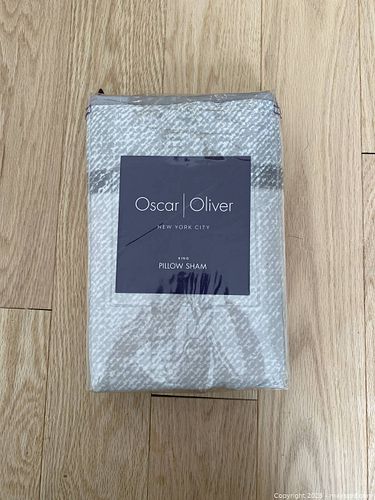 Oscar | Oliver
NEW YORK CITY
KING
PILLOW SHAM